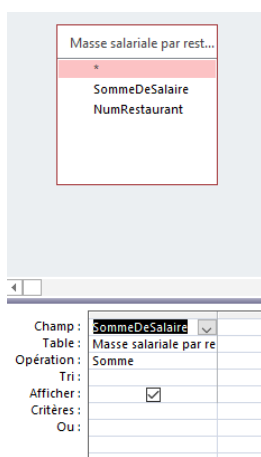 Masse salariale par rest...
*
SommeDeSalaire
NumRestaurant
Champ : SommeDeSalaire
Table : Masse salariale par re
Opération : Somme
Tri :
Afficher :
Critères :
Ou :